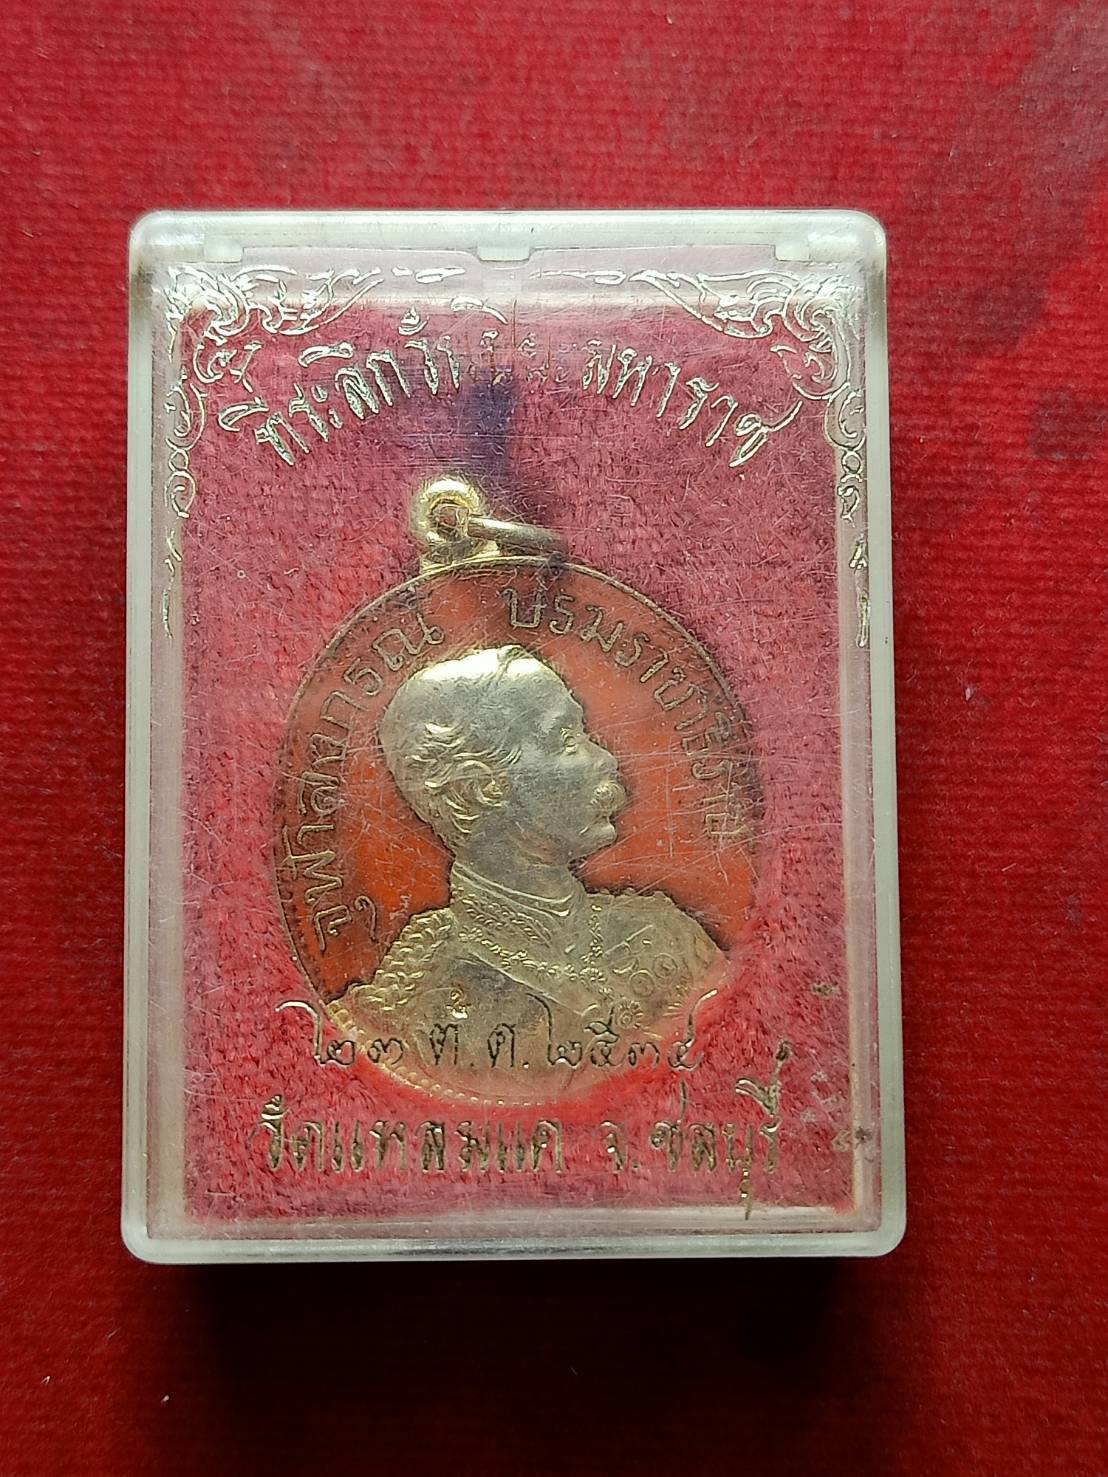 ที่ระลึกวันปิยะมหาราช
จุฬาลงกรณ์ บรมราชาธิราช
๒๓ ต.ค. ๒๕๓๕
วัดแหลมแค จ.ชลบุรี